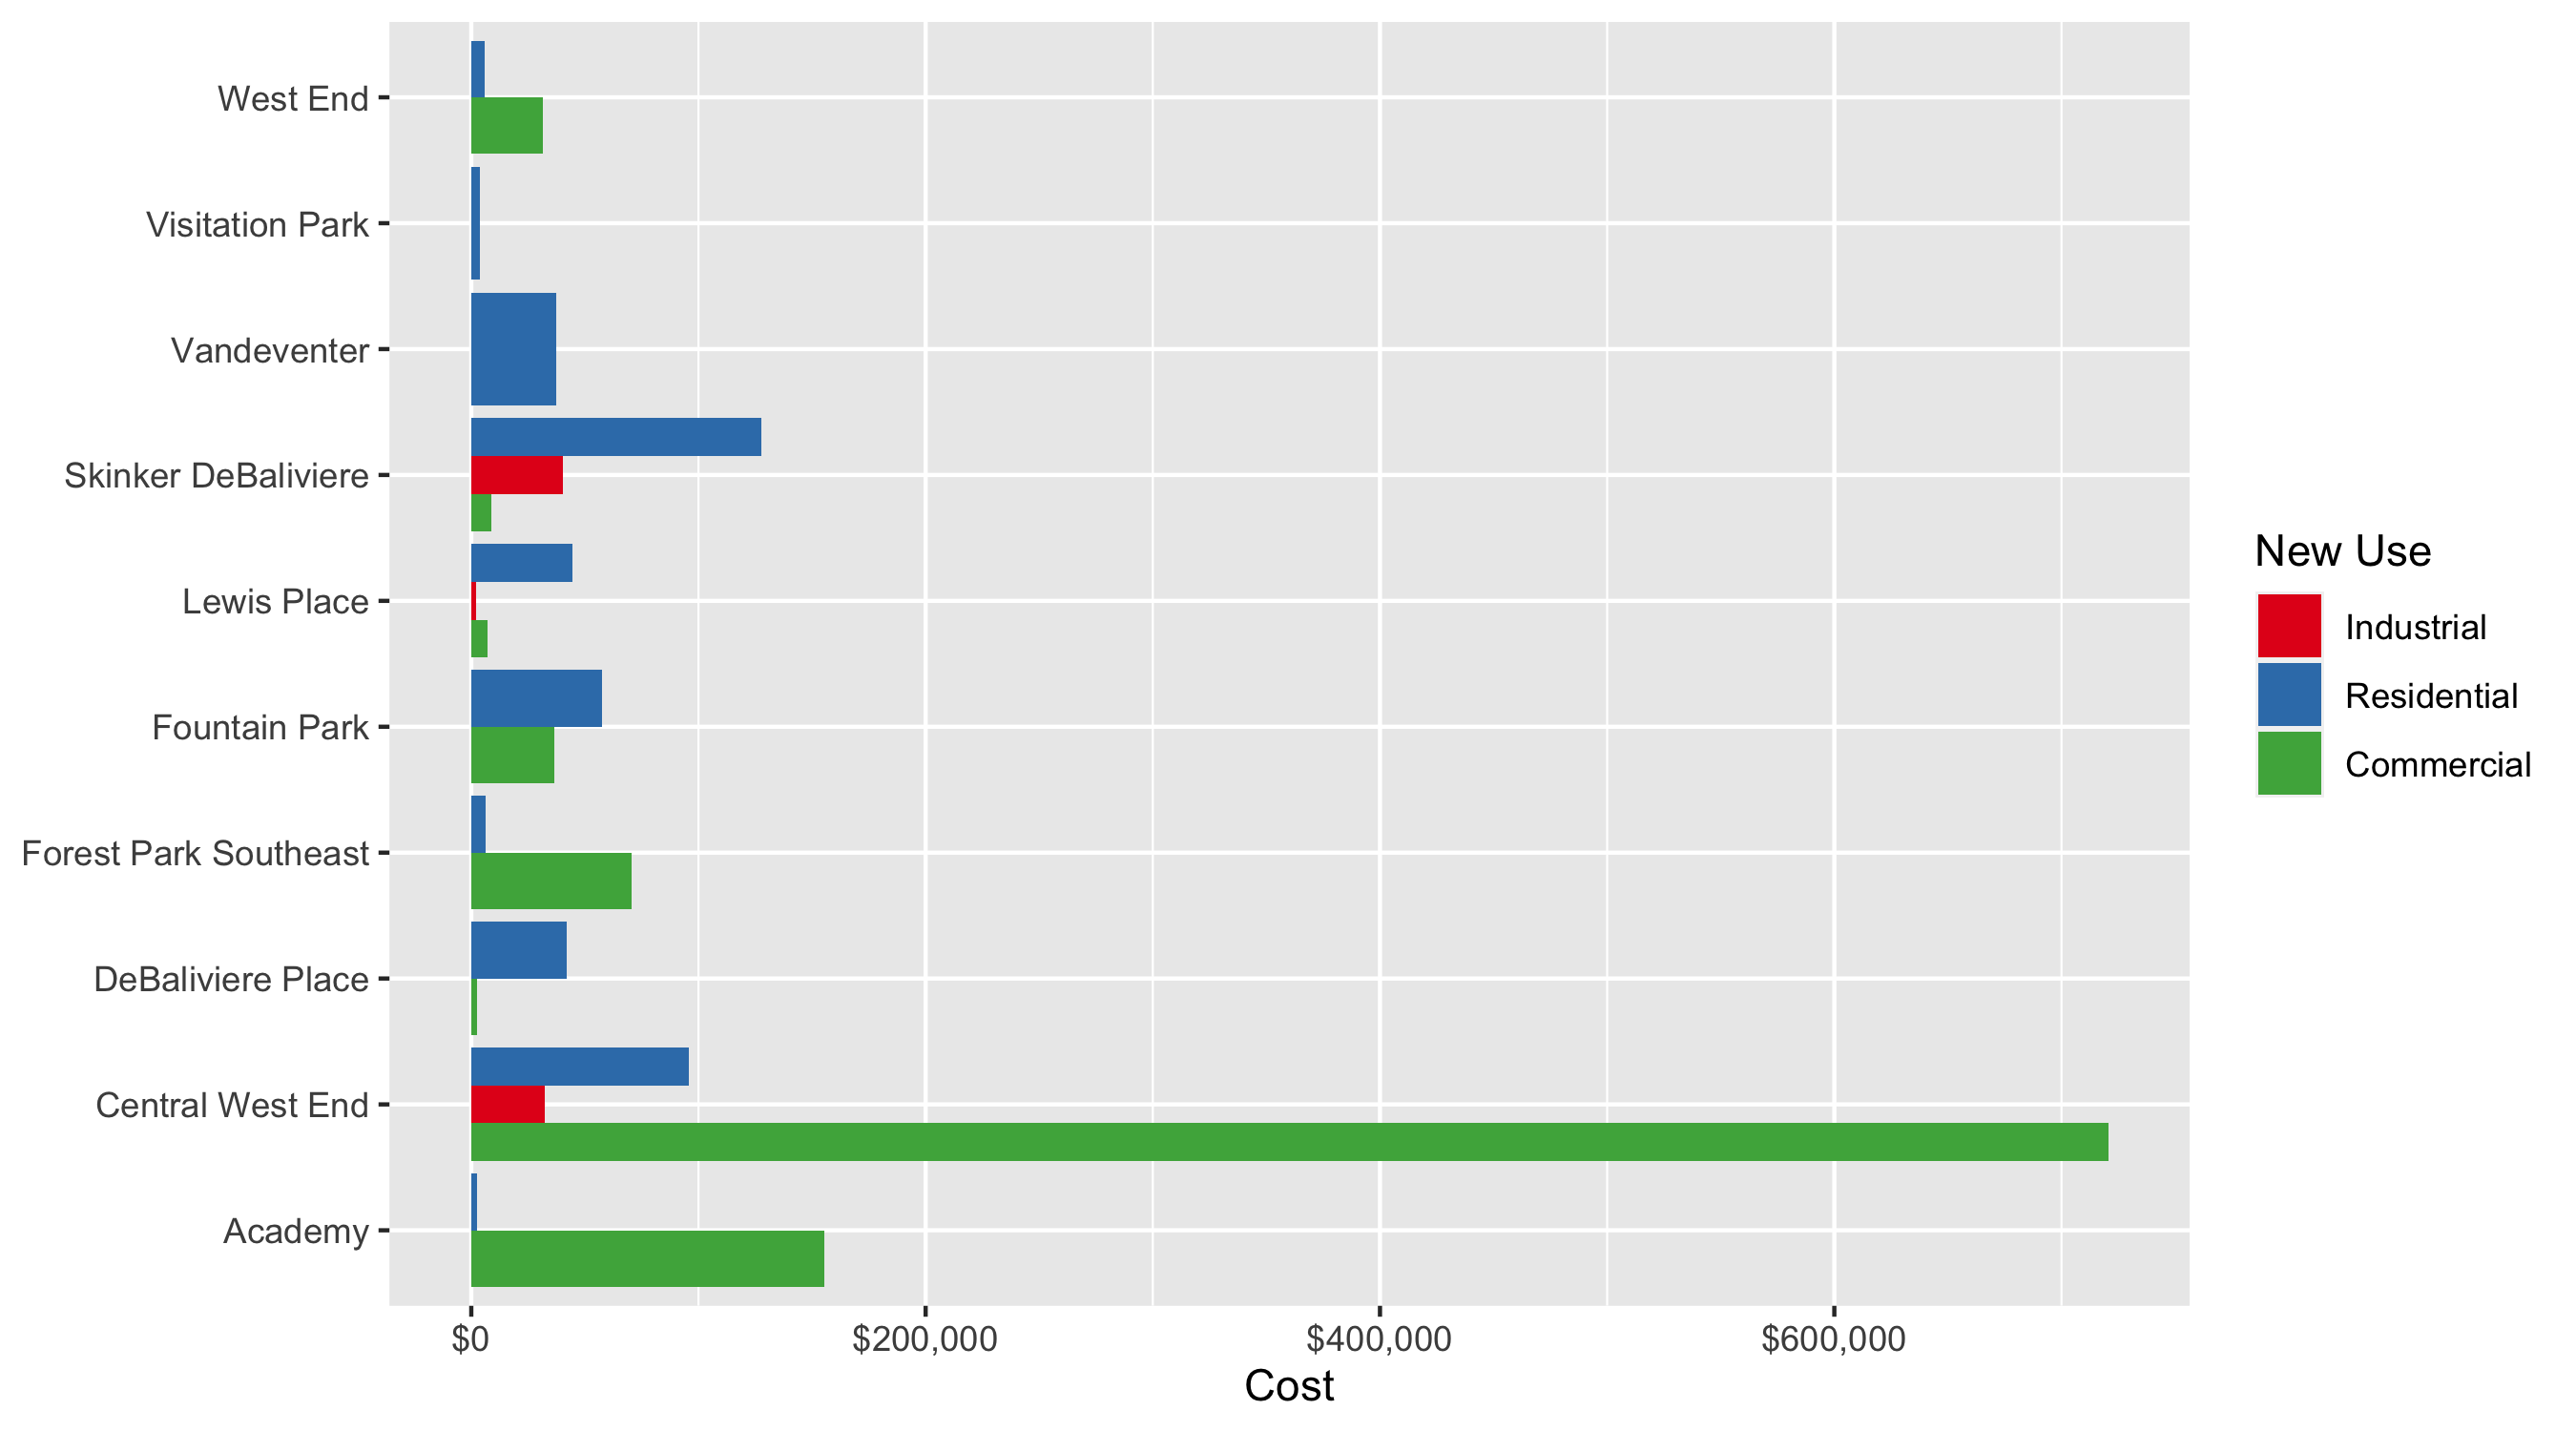 West End
Visitation Park
Vandeventer
Skinker DeBaliviere
Lewis Place
Fountain Park
Forest Park Southeast
DeBaliviere Place
Central West End
Academy
$0 $200,000 $400,000 $600,000
Cost
New Use
Industrial
Residential
Commercial